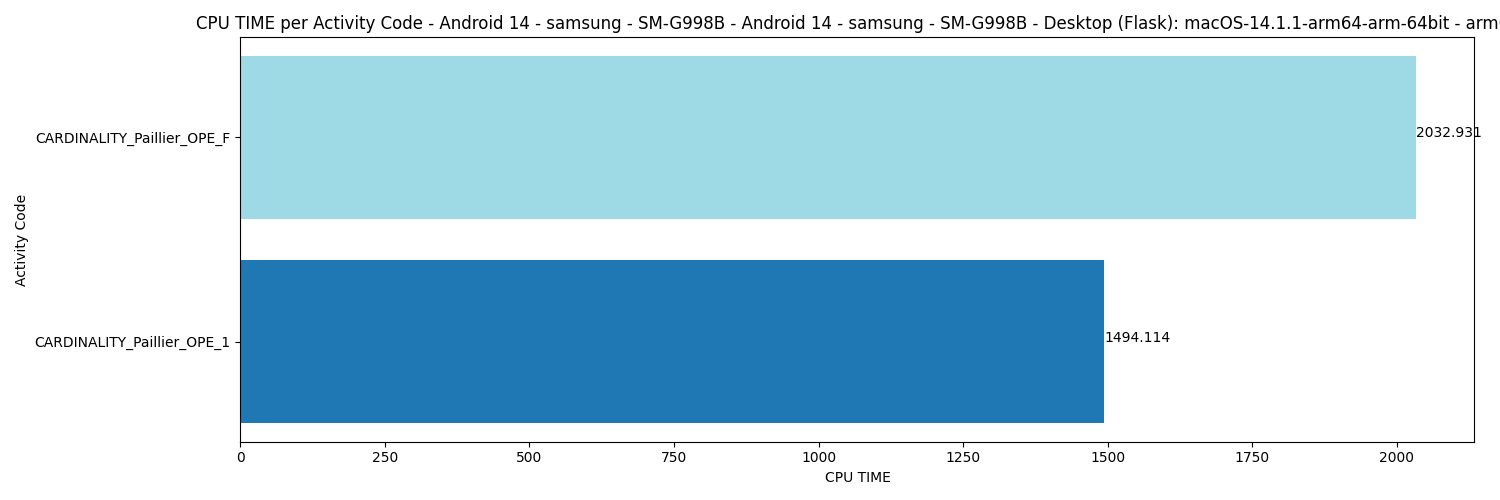 CPU TIME per Activity Code - Android 14 - samsung - SM-G998B - Android 14 - samsung - SM-G998B - Desktop (Flask): macOS-14.1.1-arm64-arm-64bit - arm
CARDINALITY_Paillier_OPE_F
2032.931
Activity Code
CARDINALITY_Paillier_OPE_1
1494.114
0 250 500 750 1000 1250 1500 1750 2000
CPU TIME